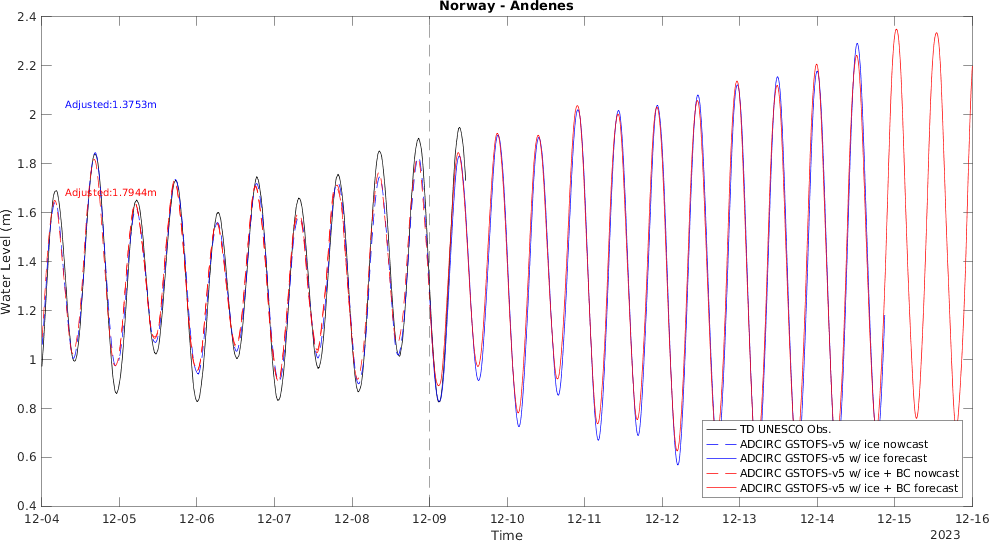 Norway - Andenes
2.4
2.2
2
1.8
1.6
1.4
1.2
1
0.8
0.6
0.4
Water Level (m)
Adjusted:1.3753m
Adjusted:1.7944m
TD UNESCO Obs.
ADCIRC GSTOFS-v5 w/ ice nowcast
ADCIRC GSTOFS-v5 w/ ice forecast
ADCIRC GSTOFS-v5 w/ ice + BC nowcast
ADCIRC GSTOFS-v5 w/ ice + BC forecast
12-04 12-05 12-06 12-07 12-08 12-09 12-10 12-11 12-12 12-13 12-14 12-15 12-16
Time
2023